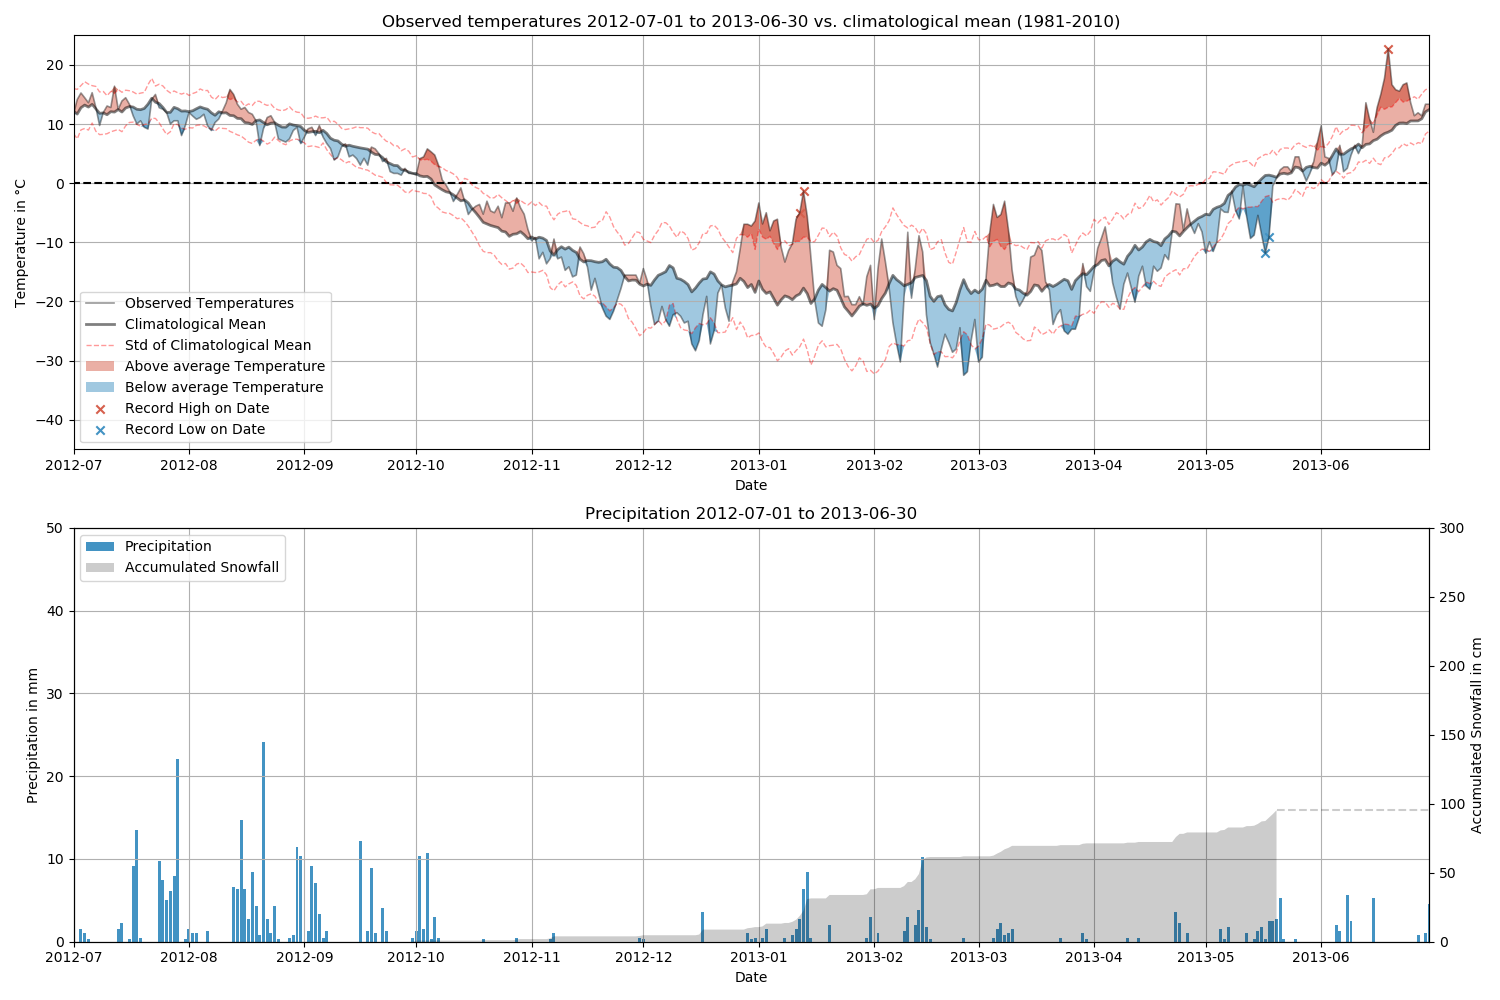 Observed temperatures 2012-07-01 to 2013-06-30 vs. climatological mean (1981-2010)
20
10
0
−10
−20
−30
−40
Temperature in °C
Observed Temperatures
Climatological Mean
Std of Climatological Mean
Above average Temperature
Below average Temperature
Record High on Date
Record Low on Date
2012-07 2012-08 2012-09 2012-10 2012-11 2012-12 2013-01 2013-02 2013-03 2013-04 2013-05 2013-06
Date
Precipitation 2012-07-01 to 2013-06-30
50
40
30
20
10
0
Precipitation in mm
Precipitation
Accumulated Snowfall
300
250
200
150
100
50
0
Accumulated Snowfall in cm
2012-07 2012-08 2012-09 2012-10 2012-11 2012-12 2013-01 2013-02 2013-03 2013-04 2013-05 2013-06
Date